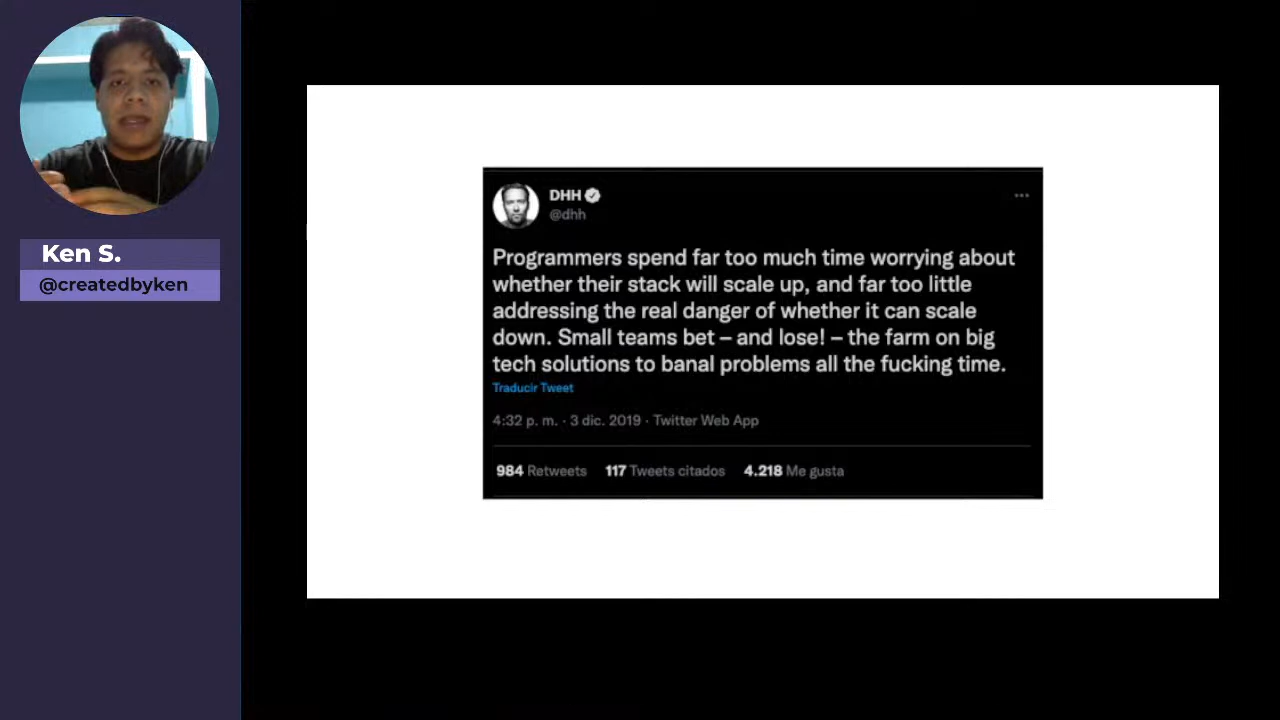 Ken S.
@createdbyken
DHH
@dhh
Programmers spend far too much time worrying about
whether their stack will scale up, and far too little
addressing the real danger of whether it can scale
down. Small teams bet – and lose! – the farm on big
tech solutions to banal problems all the fucking time.
Traducir Tweet
4:32 p. m. · 3 dic. 2019 · Twitter Web App
984 Retweets 117 Tweets citados 4.218 Me gusta